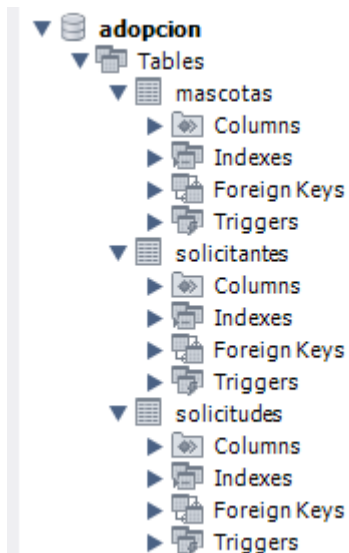 adopcion
Tables
mascotas
Columns
Indexes
Foreign Keys
Triggers
solicitantes
Columns
Indexes
Foreign Keys
Triggers
solicitudes
Columns
Indexes
Foreign Keys
Triggers